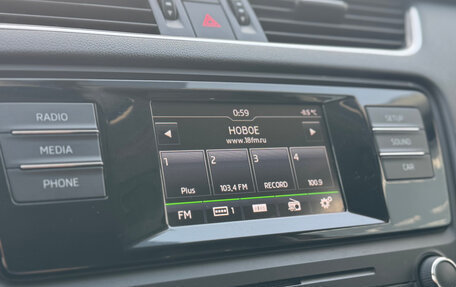 RADIO
MEDIA
PHONE
0:59
НОВОЕ
www.18fm.ru
1 2 3 4
Plus 103,4 FM RECORD 100.9
FM 1
SETUP
SOUND
CAR